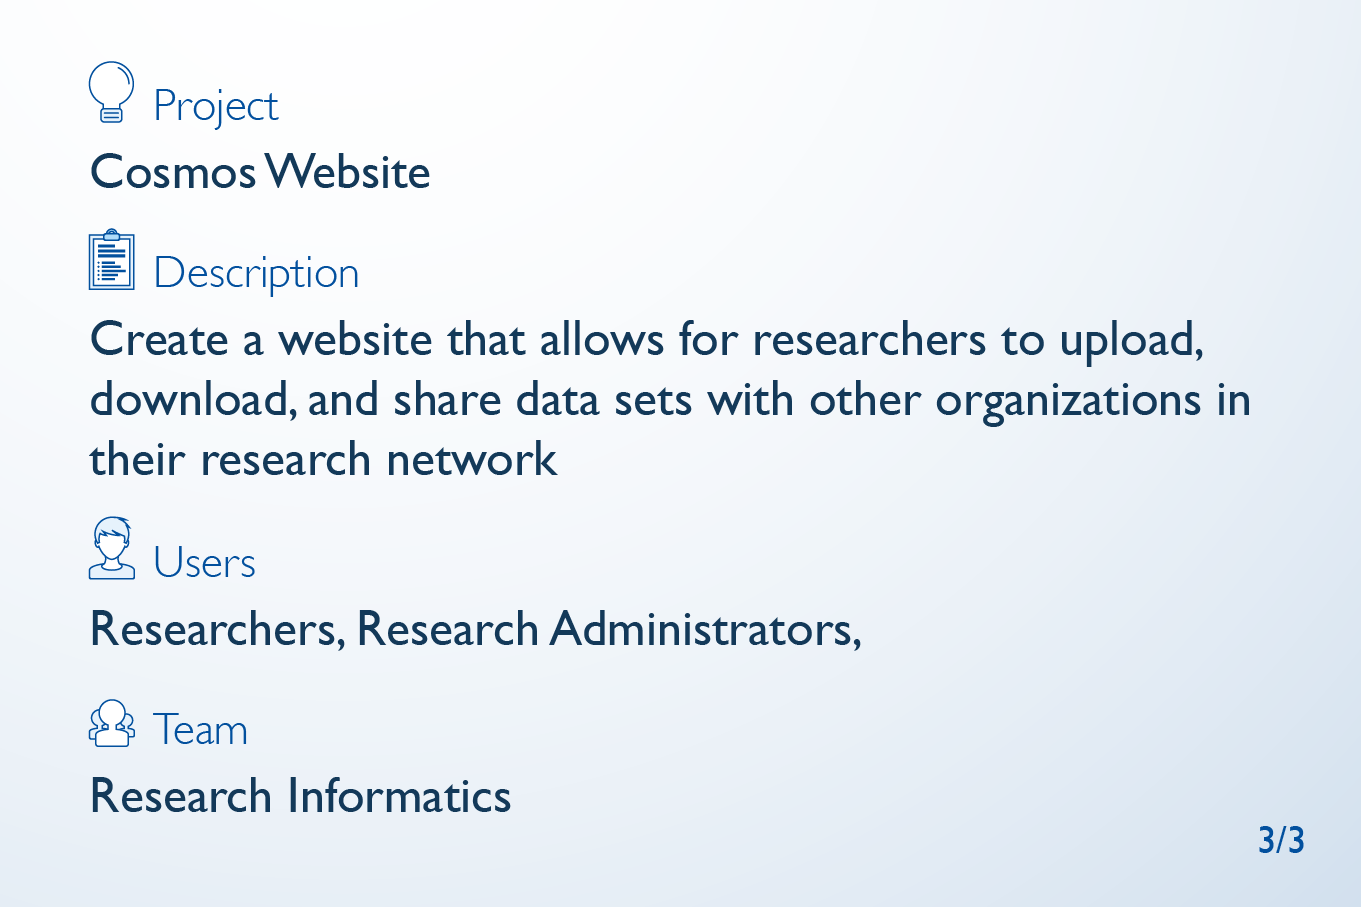 Project
Cosmos Website
Description
Create a website that allows for researchers to upload,
download, and share data sets with other organizations in
their research network
Users
Researchers, Research Administrators,
Team
Research Informatics
3/3